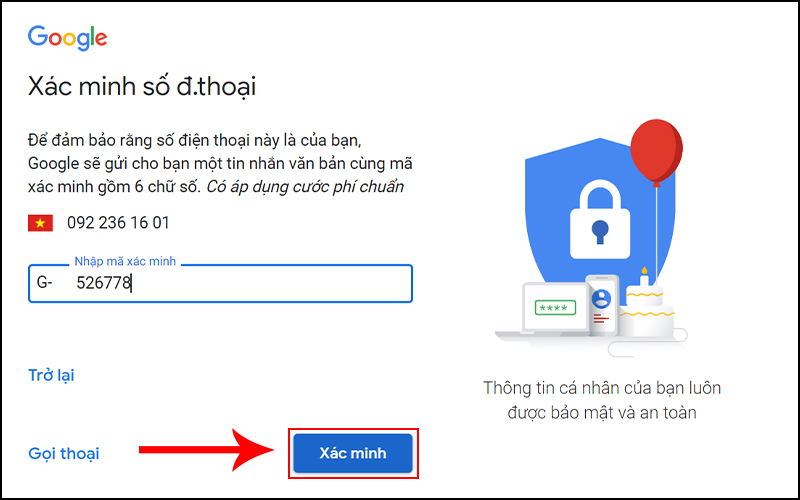 Google
Xác minh số đ.thoại
Để đảm bảo rằng số điện thoại này là của bạn,
Google sẽ gửi cho bạn một tin nhắn văn bản cùng mã
xác minh gồm 6 chữ số. Có áp dụng cước phí chuẩn
092 236 16 01
Nhập mã xác minh
G- 526778
Trở lại
Gọi thoại
Xác minh
****
Thông tin cá nhân của bạn luôn
được bảo mật và an toàn